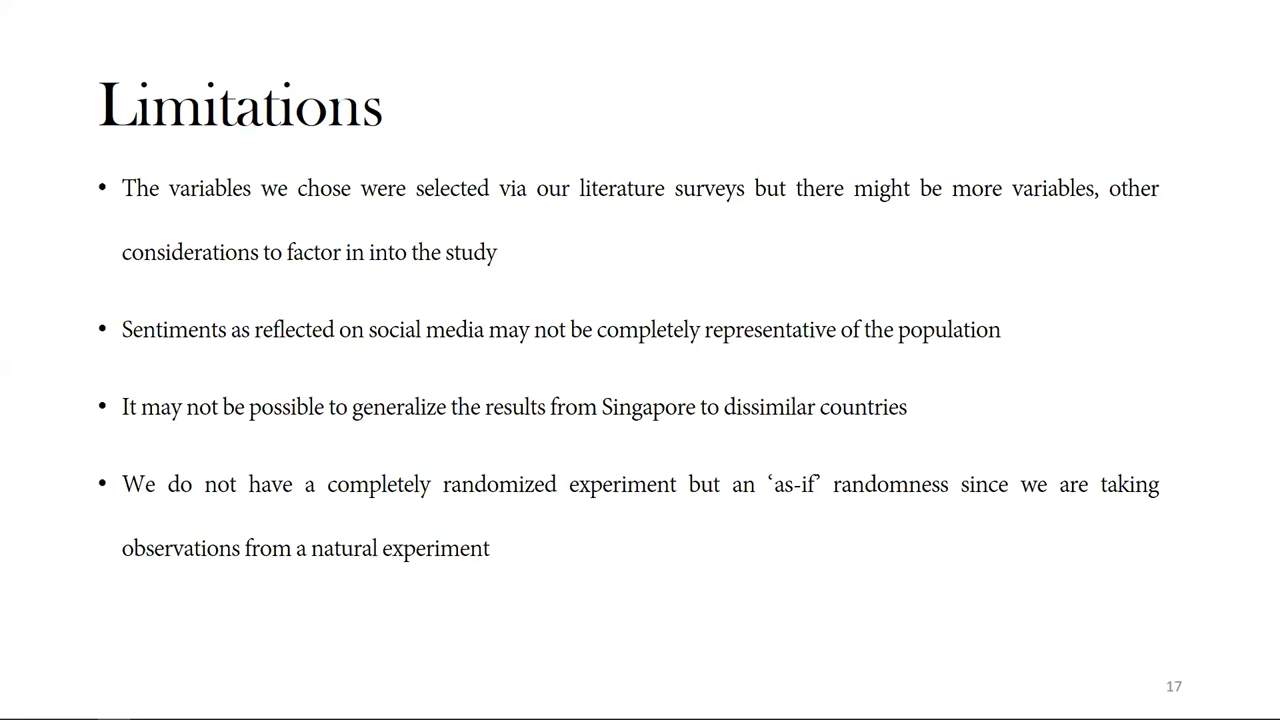 Limitations
• The variables we chose were selected via our literature surveys but there might be more variables, other
considerations to factor in into the study
• Sentiments as reflected on social media may not be completely representative of the population
• It may not be possible to generalize the results from Singapore to dissimilar countries
• We do not have a completely randomized experiment but an ‘as-if’ randomness since we are taking
observations from a natural experiment
17